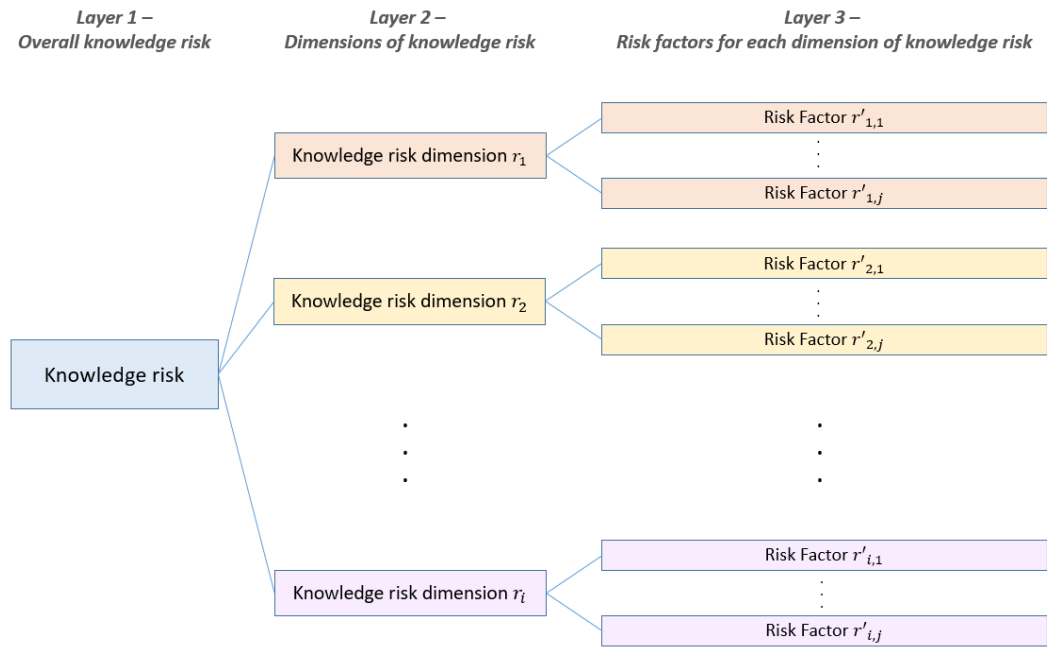 Layer 1 –
Overall knowledge risk
Layer 2 –
Dimensions of knowledge risk
Layer 3 –
Risk factors for each dimension of knowledge risk
Knowledge risk
Knowledge risk dimension r₁
Risk Factor r′₁,₁
Risk Factor r′₁,ⱼ
Knowledge risk dimension r₂
Risk Factor r′₂,₁
Risk Factor r′₂,ⱼ
Knowledge risk dimension rᵢ
Risk Factor r′ᵢ,₁
Risk Factor r′ᵢ,ⱼ